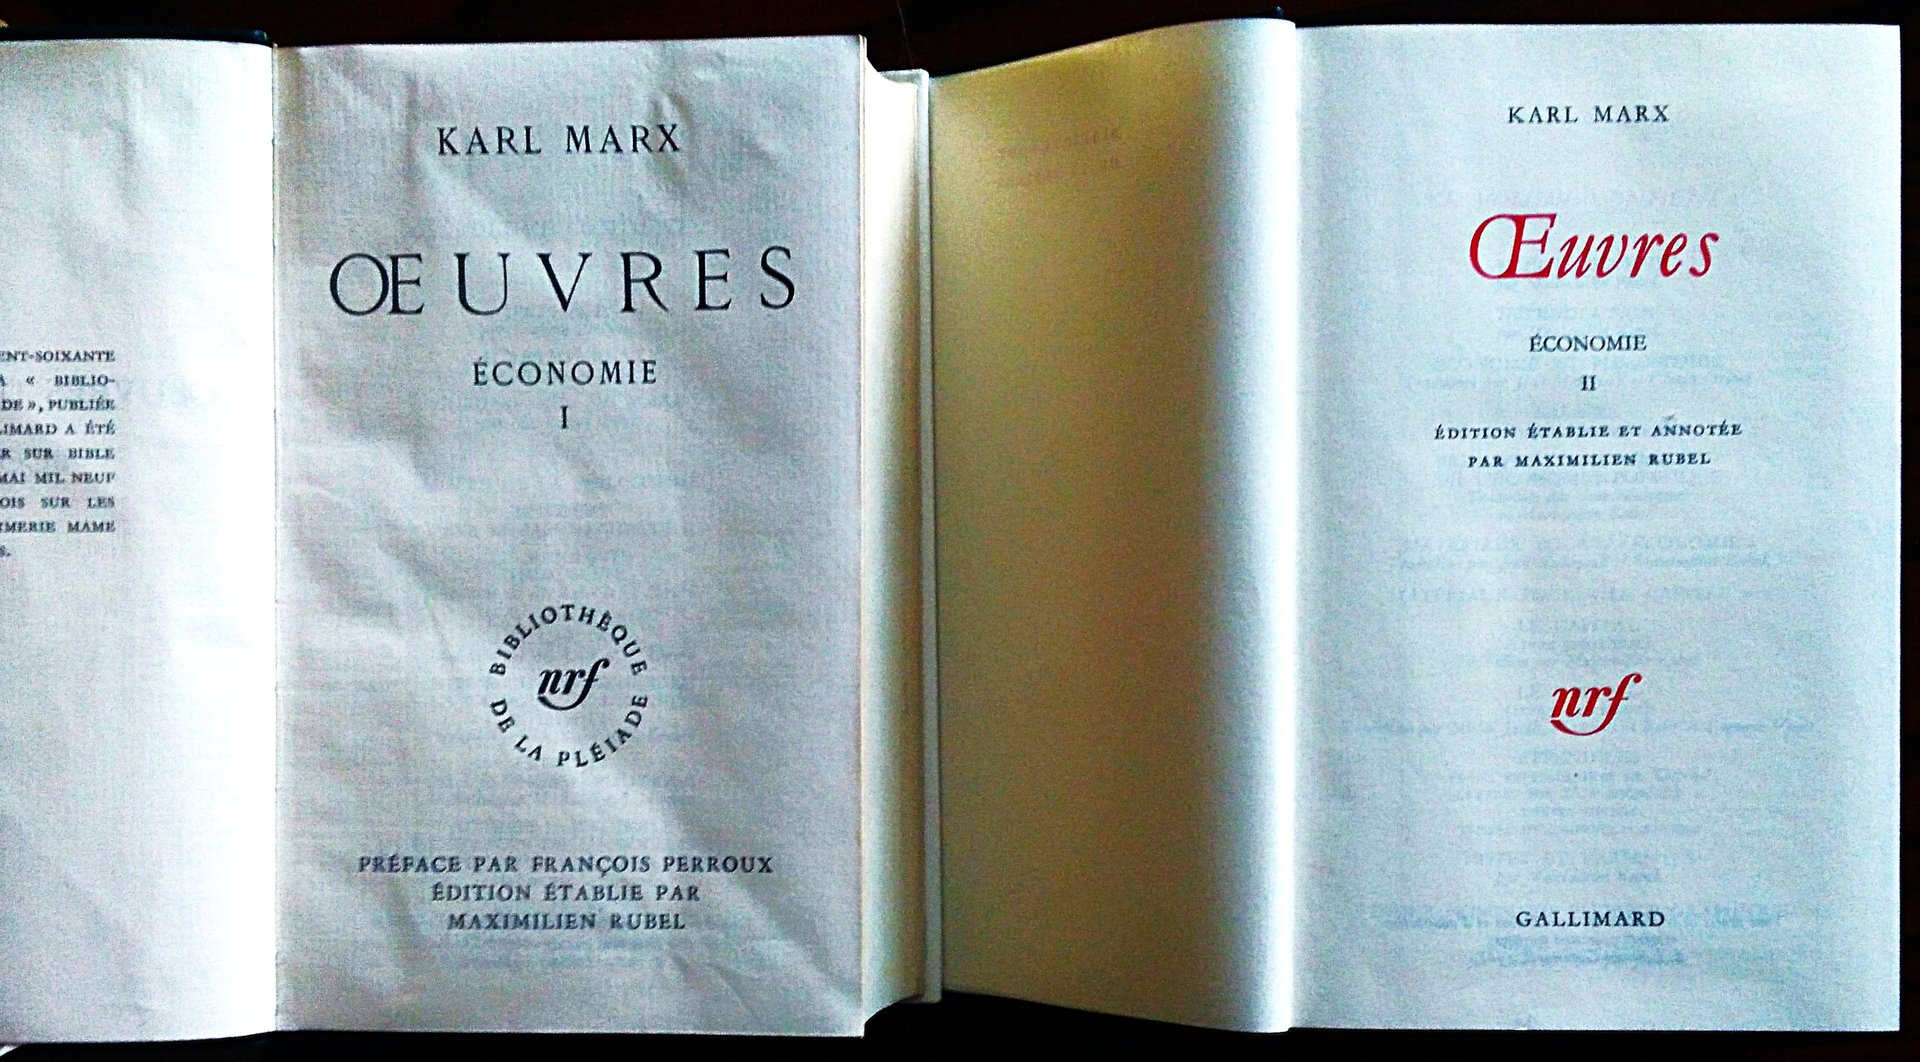 ENT-SOIXANTE
A « BIBLIO-
DE », PUBLIÉE
LIMARD A ÉTÉ
R SUR BIBLE
MAI MIL NEUF
OIS SUR LES
IMERIE MAME
S.
KARL MARX
ŒUVRES
ÉCONOMIE
I
BIBLIOTHÈQUE
DE LA PLÉIADE
nrf
PRÉFACE PAR FRANÇOIS PERROUX
ÉDITION ÉTABLIE PAR
MAXIMILIEN RUBEL
KARL MARX
Œuvres
ÉCONOMIE
II
ÉDITION ÉTABLIE ET ANNOTÉE
PAR MAXIMILIEN RUBEL
nrf
GALLIMARD